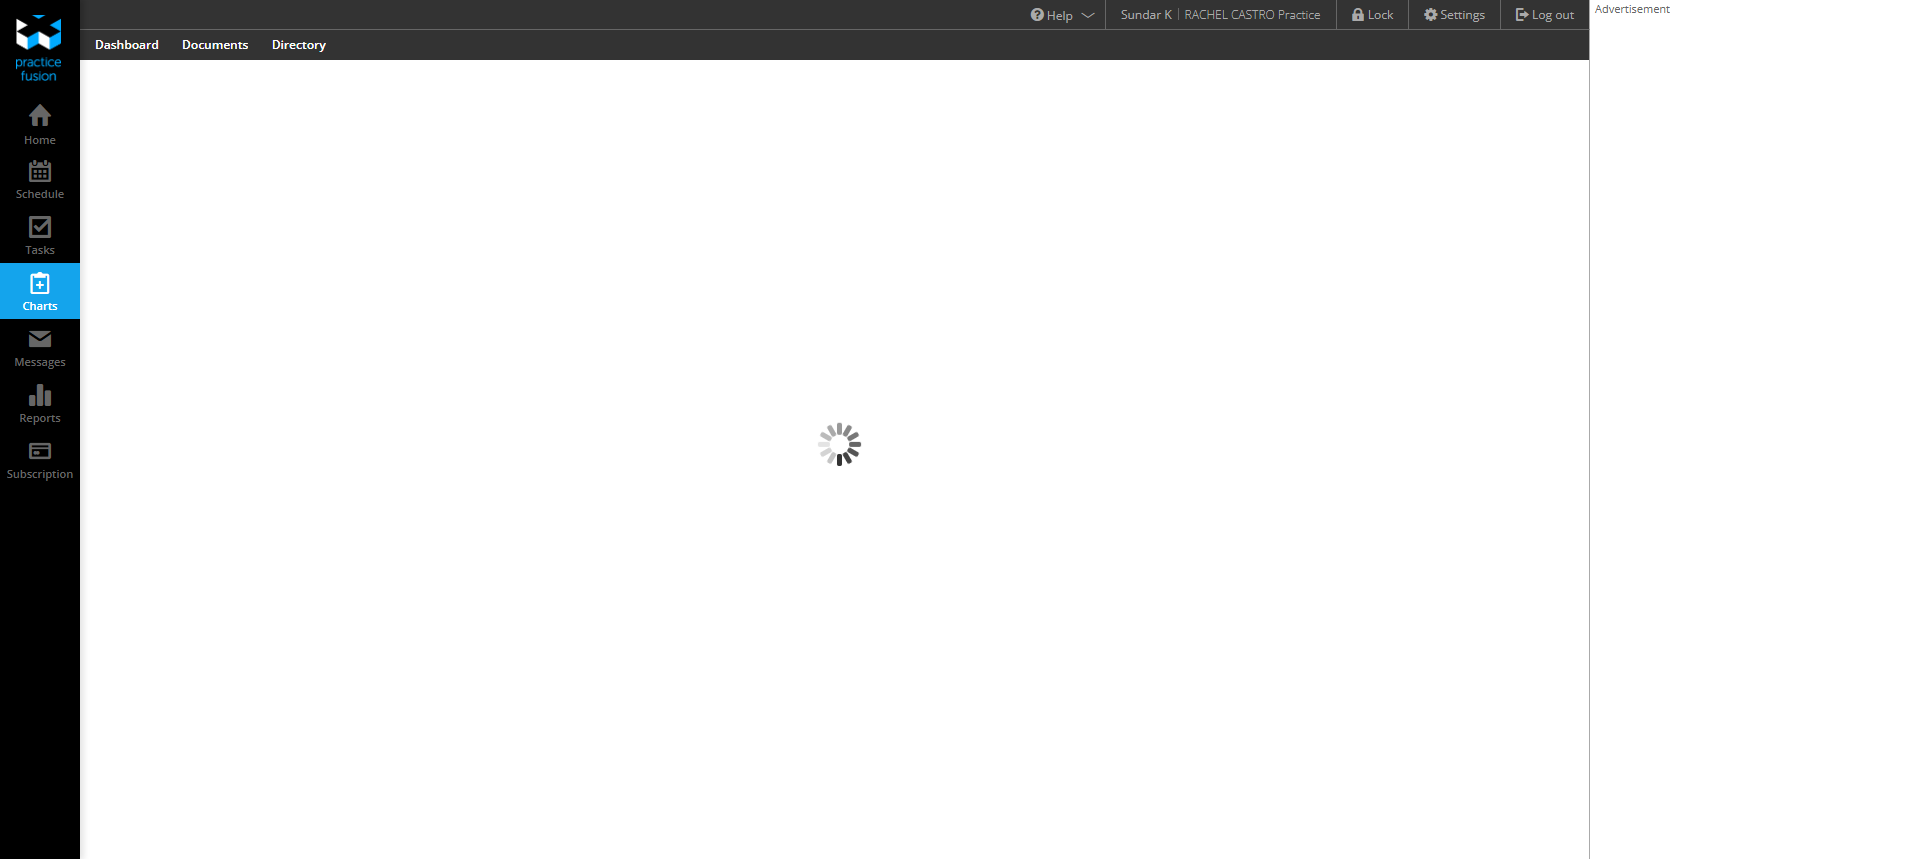 practice
fusion
Help
Sundar K | RACHEL CASTRO Practice
Lock
Settings
Log out
Advertisement
Dashboard
Documents
Directory
Home
Schedule
Tasks
Charts
Messages
Reports
Subscription